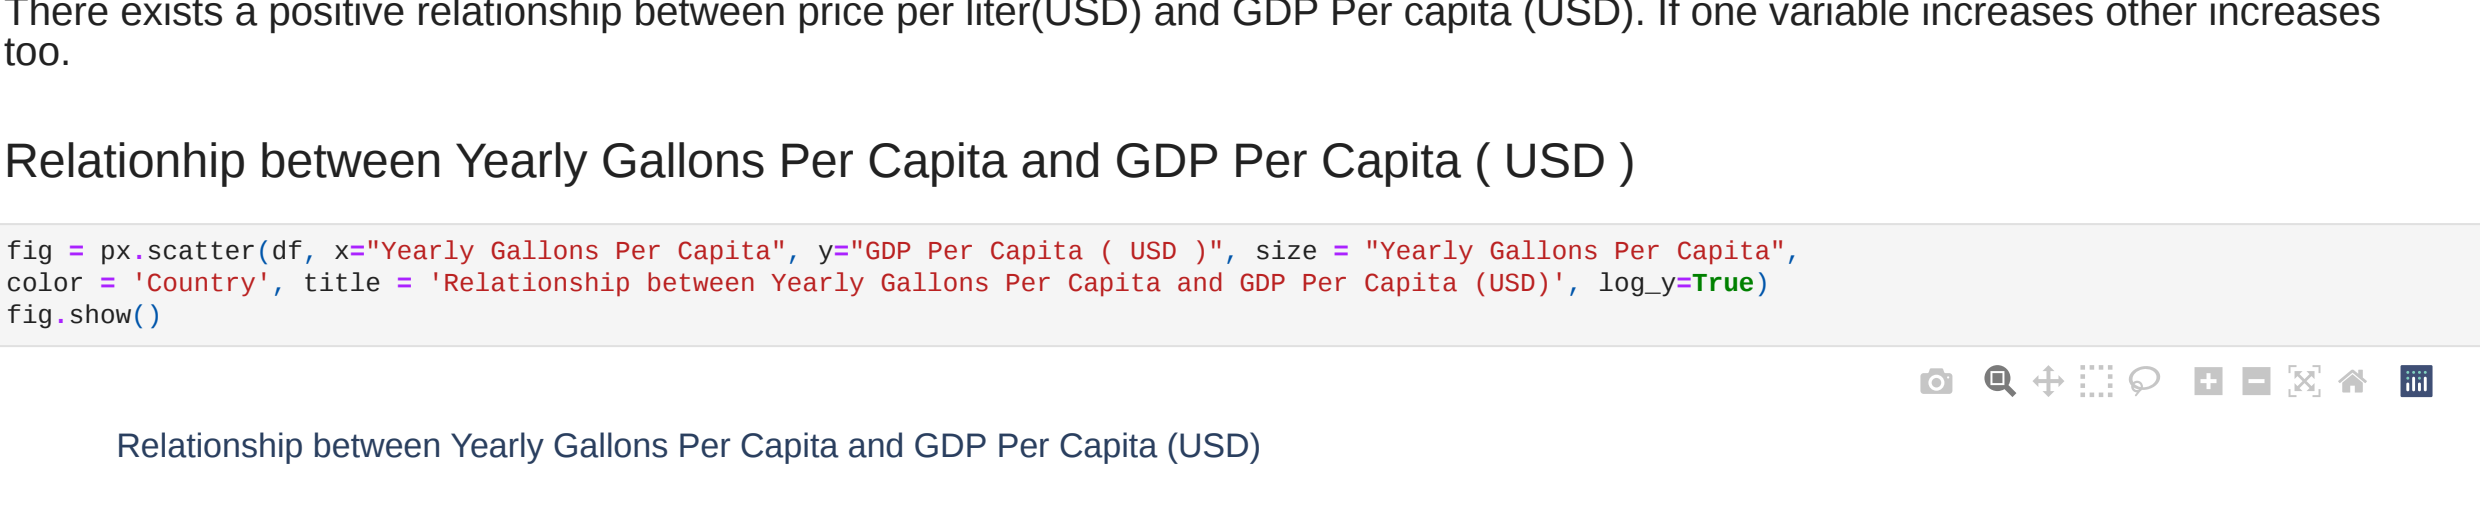 There exists a positive relationship between price per liter(USD) and GDP Per capita (USD). If one variable increases other increases
too.
Relationhip between Yearly Gallons Per Capita and GDP Per Capita ( USD )
fig = px.scatter(df, x="Yearly Gallons Per Capita", y="GDP Per Capita ( USD )", size = "Yearly Gallons Per Capita",
color = 'Country', title = 'Relationship between Yearly Gallons Per Capita and GDP Per Capita (USD)', log_y=True)
fig.show()
Relationship between Yearly Gallons Per Capita and GDP Per Capita (USD)